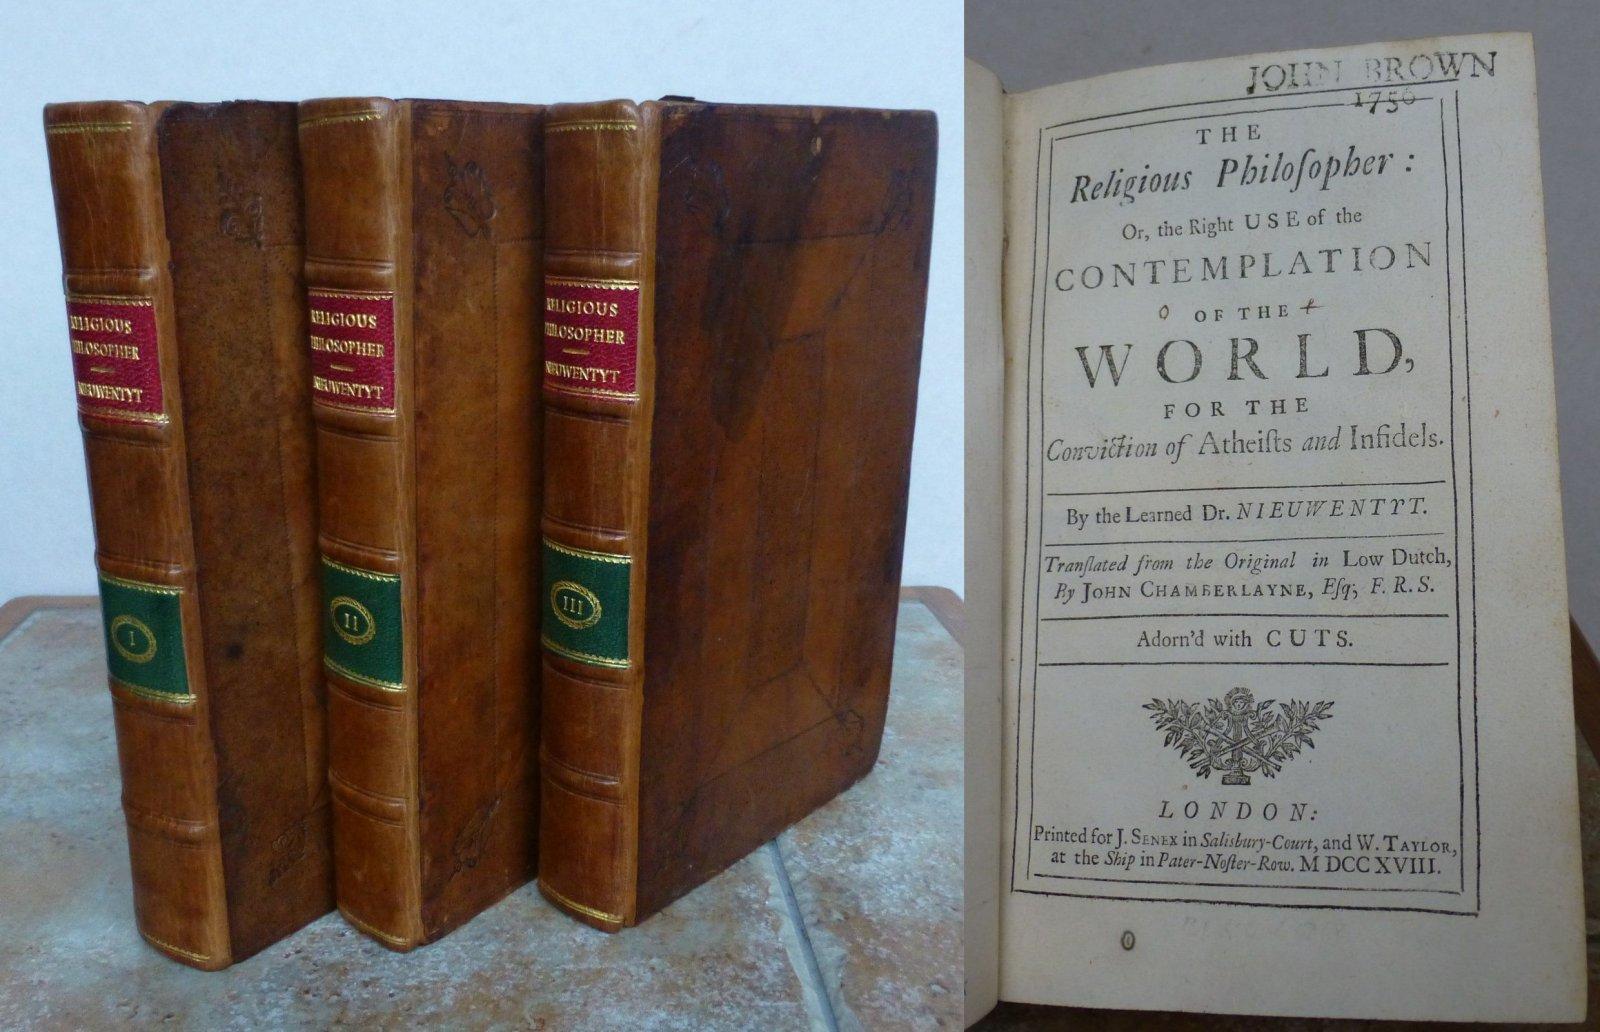 RELIGIOUS
PHILOSOPHER
NIEUWENTYT
I
RELIGIOUS
PHILOSOPHER
NIEUWENTYT
II
RELIGIOUS
PHILOSOPHER
NIEUWENTYT
III
JOHN BROWN
1756
THE
Religious Philoſopher:
Or, the Right USE of the
CONTEMPLATION
OF THE
WORLD,
FOR THE
Conviction of Atheiſts and Infidels.
By the Learned Dr. NIEUWENTYT.
Tranſlated from the Original in Low Dutch,
By JOHN CHAMBERLAYNE, Eſq; F. R. S.
Adorn'd with CUTS.
LONDON:
Printed for J. SENEX in Salisbury-Court, and W. TAYLOR,
at the Ship in Pater-Noſter-Row. M DCC XVIII.